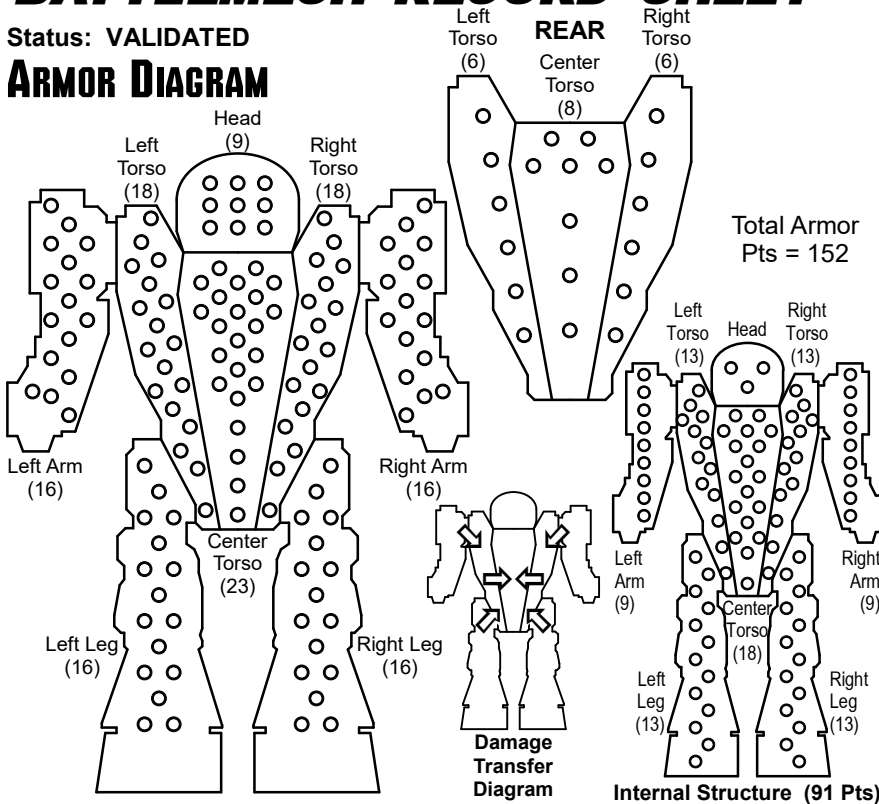 BATTLEMECH RECORD SHEET
Status: VALIDATED
ARMOR DIAGRAM
Left
Torso
(18)
Head
(9)
Right
Torso
(18)
Left Arm
(16)
Right Arm
(16)
Center
Torso
(23)
Left Leg
(16)
Right Leg
(16)
Left
Torso
(6)
REAR
Center
Torso
(8)
Right
Torso
(6)
Total Armor
Pts = 152
Damage
Transfer
Diagram
Left
Torso
(13)
Head
Right
Torso
(13)
Left
Arm
(9)
Right
Arm
(9)
Center
Torso
(18)
Left
Leg
(13)
Right
Leg
(13)
Internal Structure (91 Pts)